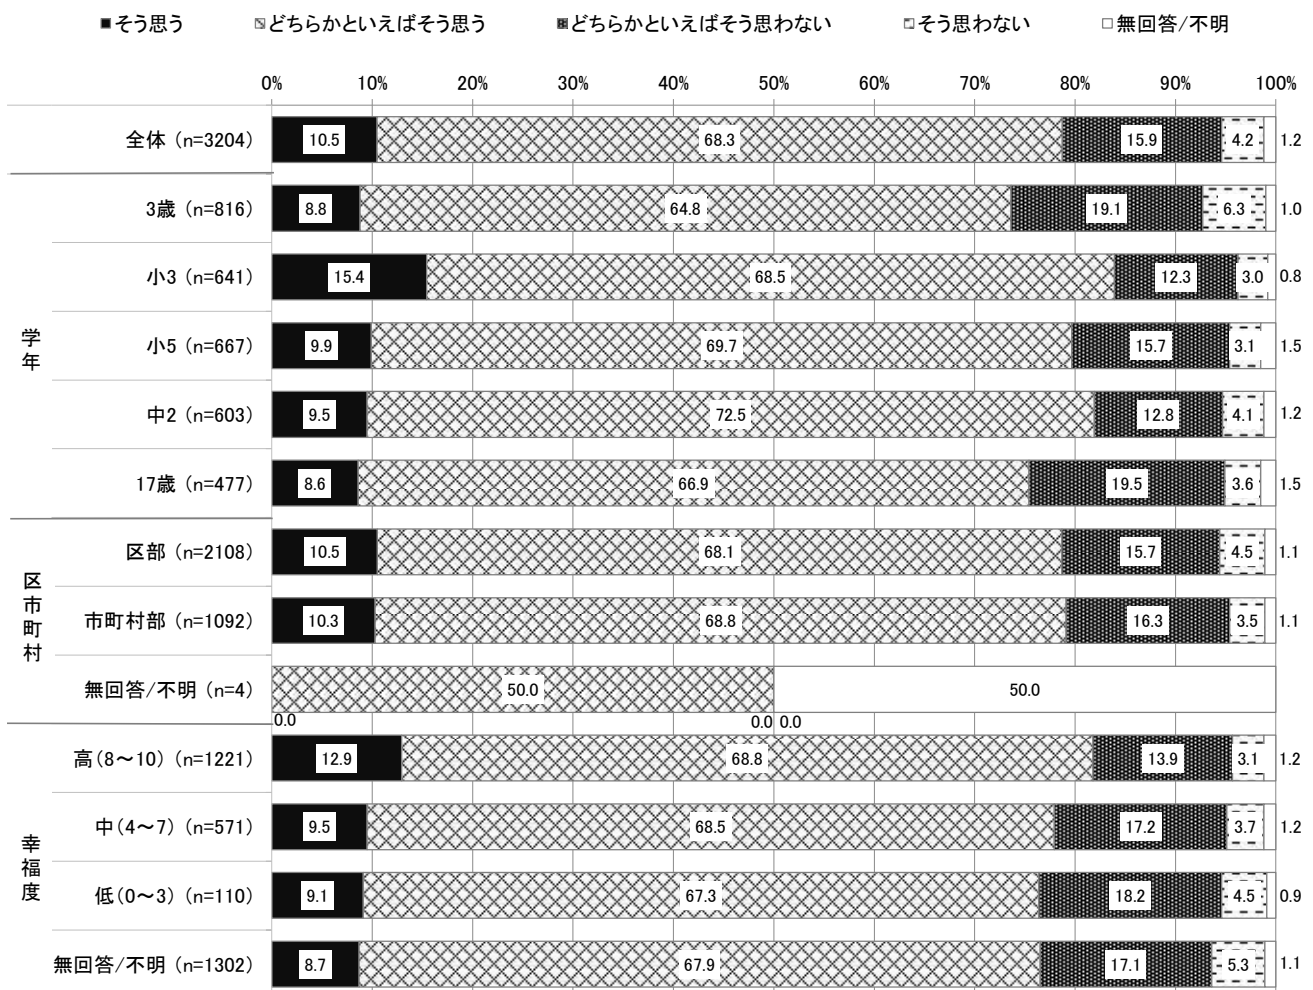 ■そう思う どちらかといえばそう思う どちらかといえばそう思わない そう思わない □無回答/不明
0% 10% 20% 30% 40% 50% 60% 70% 80% 90% 100%
全体 (n=3204) 10.5 68.3 15.9 4.2 1.2
学年
3歳 (n=816) 8.8 64.8 19.1 6.3 1.0
小3 (n=641) 15.4 68.5 12.3 3.0 0.8
小5 (n=667) 9.9 69.7 15.7 3.1 1.5
中2 (n=603) 9.5 72.5 12.8 4.1 1.2
17歳 (n=477) 8.6 66.9 19.5 3.6 1.5
区市町村
区部 (n=2108) 10.5 68.1 15.7 4.5 1.1
市町村部 (n=1092) 10.3 68.8 16.3 3.5 1.1
無回答/不明 (n=4) 50.0 50.0
0.0 0.0 0.0
幸福度
高(8~10) (n=1221) 12.9 68.8 13.9 3.1 1.2
中(4~7) (n=571) 9.5 68.5 17.2 3.7 1.2
低(0~3) (n=110) 9.1 67.3 18.2 4.5 0.9
無回答/不明 (n=1302) 8.7 67.9 17.1 5.3 1.1